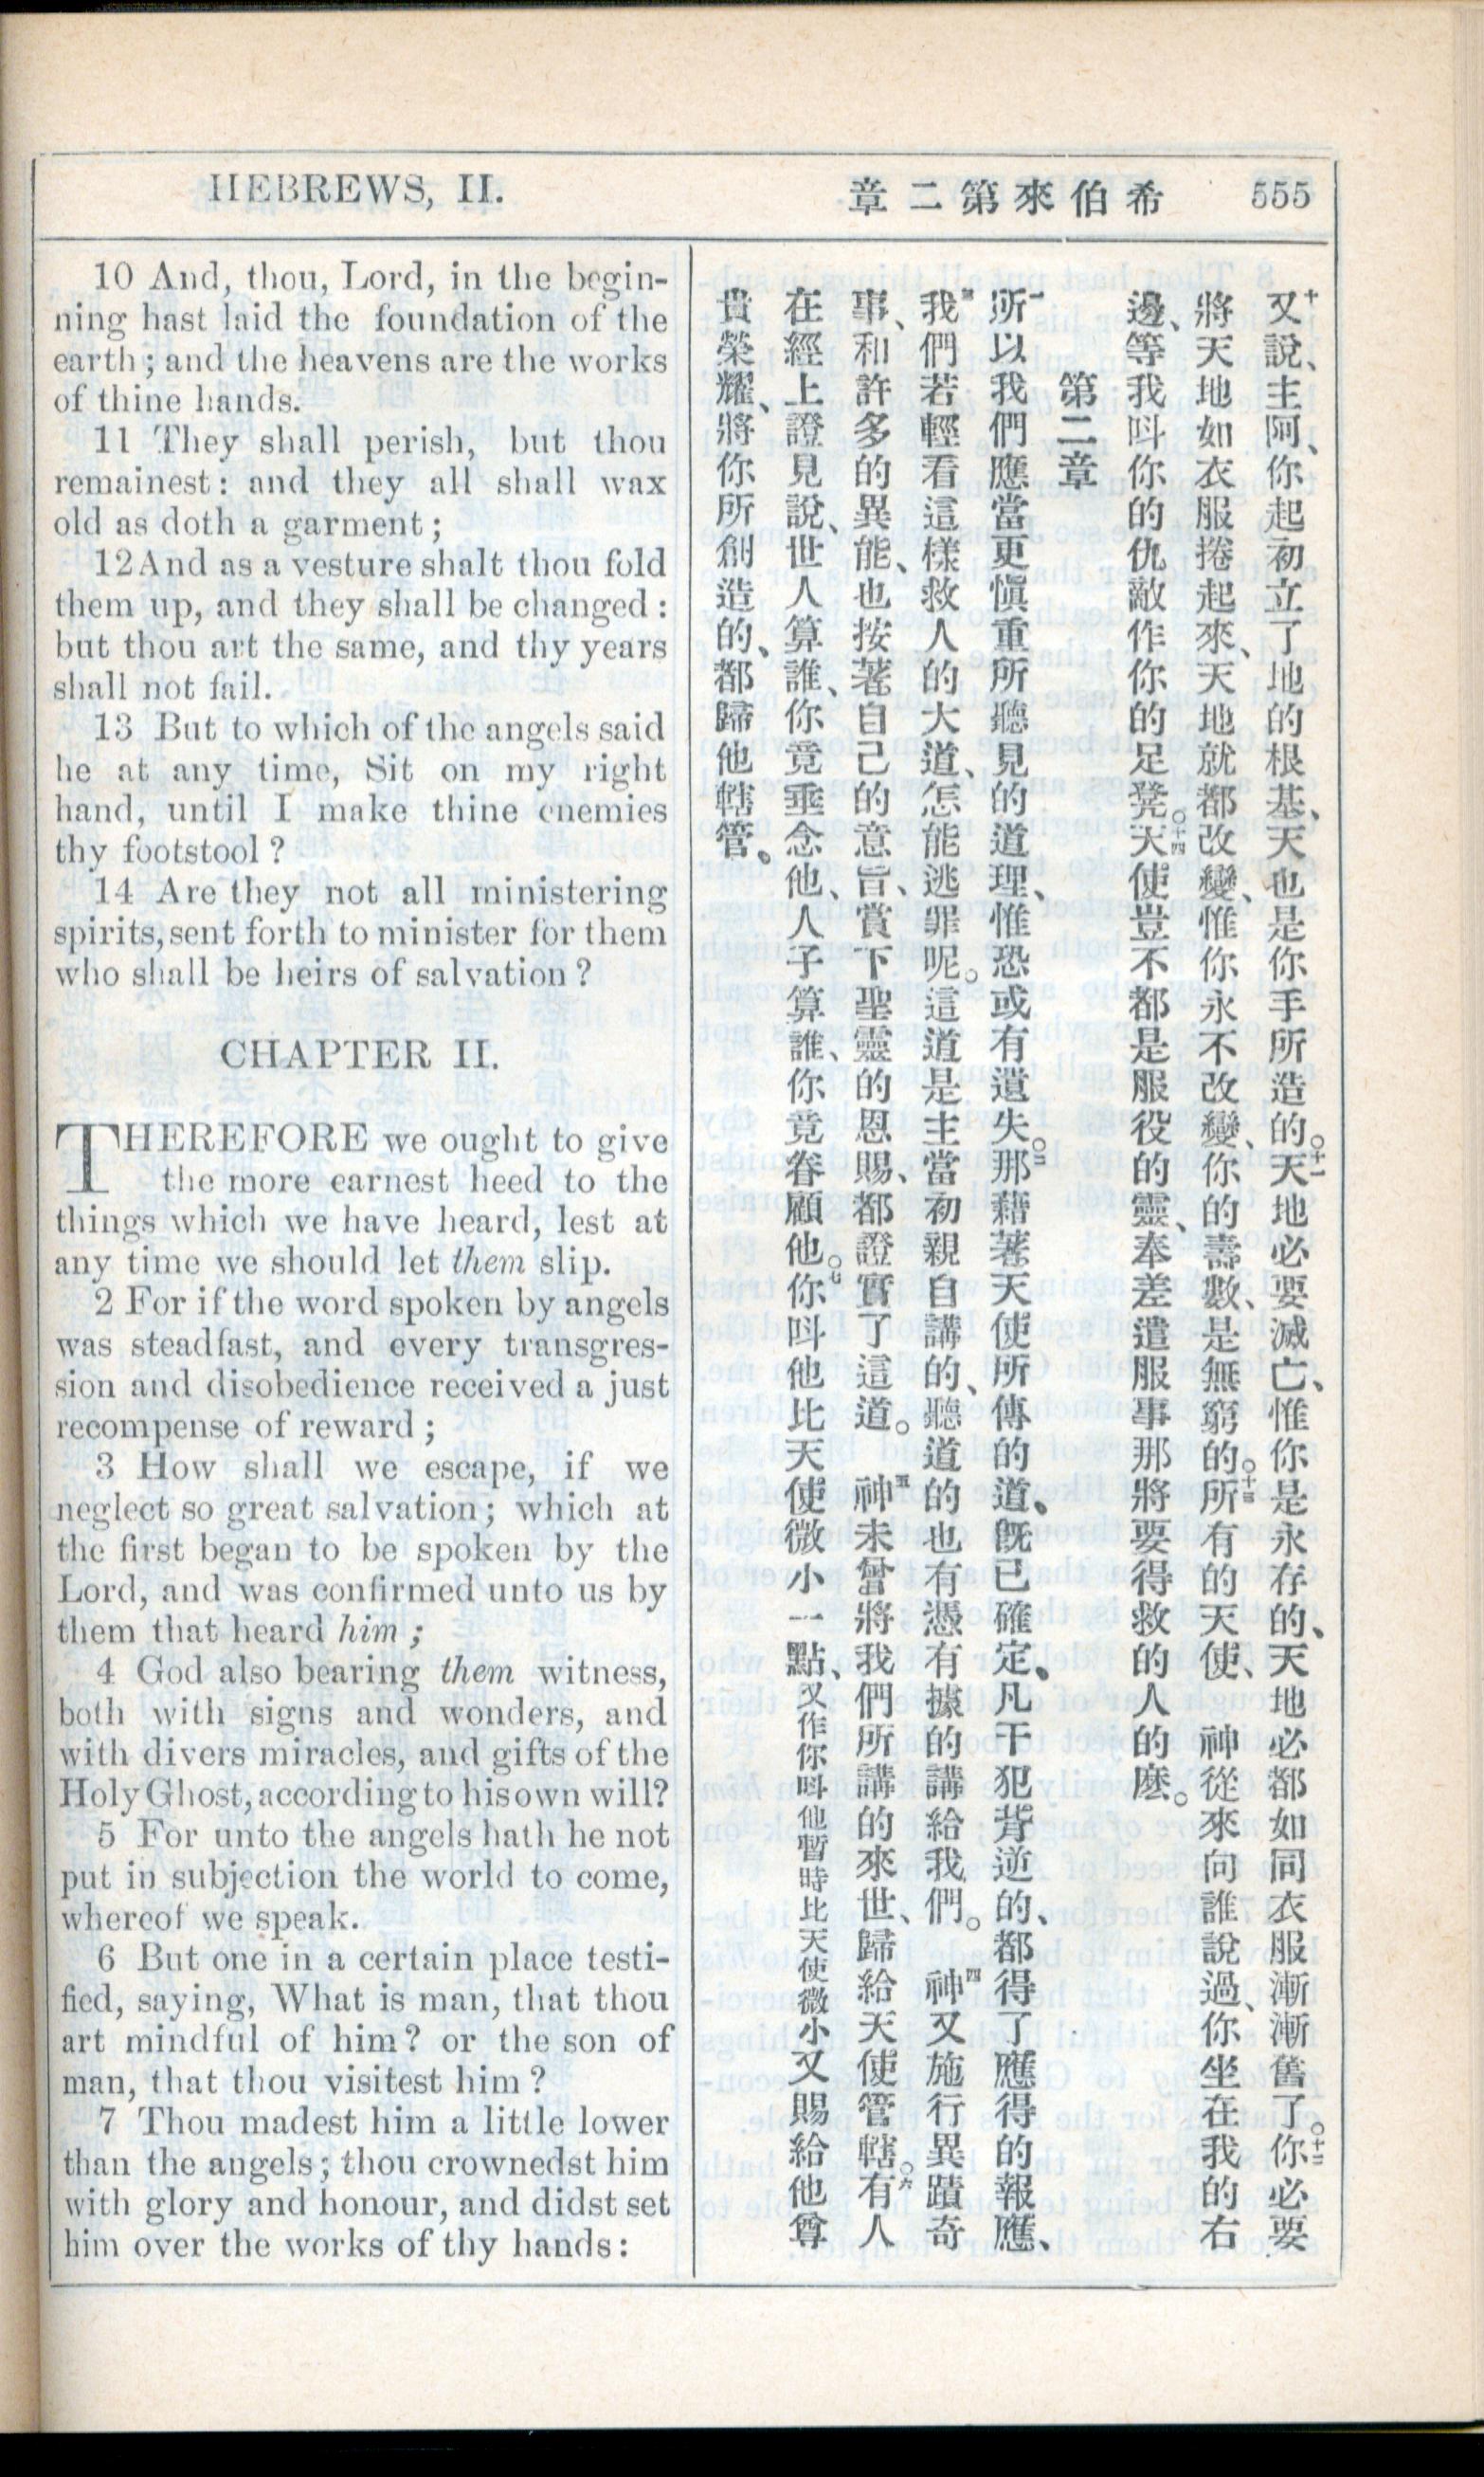 HEBREWS, II.
章二第來伯希 555
10 And, thou, Lord, in the begin-
ning hast laid the foundation of the
earth; and the heavens are the works
of thine hands.
11 They shall perish, but thou
remainest: and they all shall wax
old as doth a garment;
12 And as a vesture shalt thou fold
them up, and they shall be changed:
but thou art the same, and thy years
shall not fail.
13 But to which of the angels said
he at any time, Sit on my right
hand, until I make thine enemies
thy footstool?
14 Are they not all ministering
spirits, sent forth to minister for them
who shall be heirs of salvation?
CHAPTER II.
THEREFORE we ought to give
the more earnest heed to the
things which we have heard, lest at
any time we should let them slip.
2 For if the word spoken by angels
was steadfast, and every transgres-
sion and disobedience received a just
recompense of reward;
3 How shall we escape, if we
neglect so great salvation; which at
the first began to be spoken by the
Lord, and was confirmed unto us by
them that heard him;
4 God also bearing them witness,
both with signs and wonders, and
with divers miracles, and gifts of the
Holy Ghost, according to his own will?
5 For unto the angels hath he not
put in subjection the world to come,
whereof we speak.
6 But one in a certain place testi-
fied, saying, What is man, that thou
art mindful of him? or the son of
man, that thou visitest him?
7 Thou madest him a little lower
than the angels; thou crownedst him
with glory and honour, and didst set
him over the works of thy hands:
十又說、主阿、你起初立了地的根基、天也是你手所造的。十一天地必要滅亡、惟你是永存的、天地必都如同衣服漸漸舊了。十二你必要
將天地如衣服捲起來、天地就都改變、惟你永不改變、你的壽數、是無窮的。十三所有的天使、 神從來向誰說過、你坐在我的右
邊、等我呌你的仇敵作你的足凳。十四天使豈不都是服役的靈、奉差遣服事那將要得救的人的麽。
第二章
一所以我們應當更愼重所聽見的道理、惟恐或有遺失。二那藉著天使所傳的道、旣已確定、凡干犯背逆的、都得了應得的報應、
三我們若輕看這樣救人的大道、怎能逃罪呢。這道是主當初親自講的、聽道的也有憑有據的講給我們。 四神又施行異蹟奇
事、和許多的異能、也按著自己的意旨、賞下聖靈的恩賜、都證實了這道。 五神未曾將我們所講的來世、歸給天使管轄。六有人
在經上證見說、世人算誰、你竟垂念他、人子算誰、你竟眷顧他。七你呌他比天使微小一點、又作你呌他暫時比天使微小又賜給他尊
貴榮耀、將你所創造的、都歸他轄管。